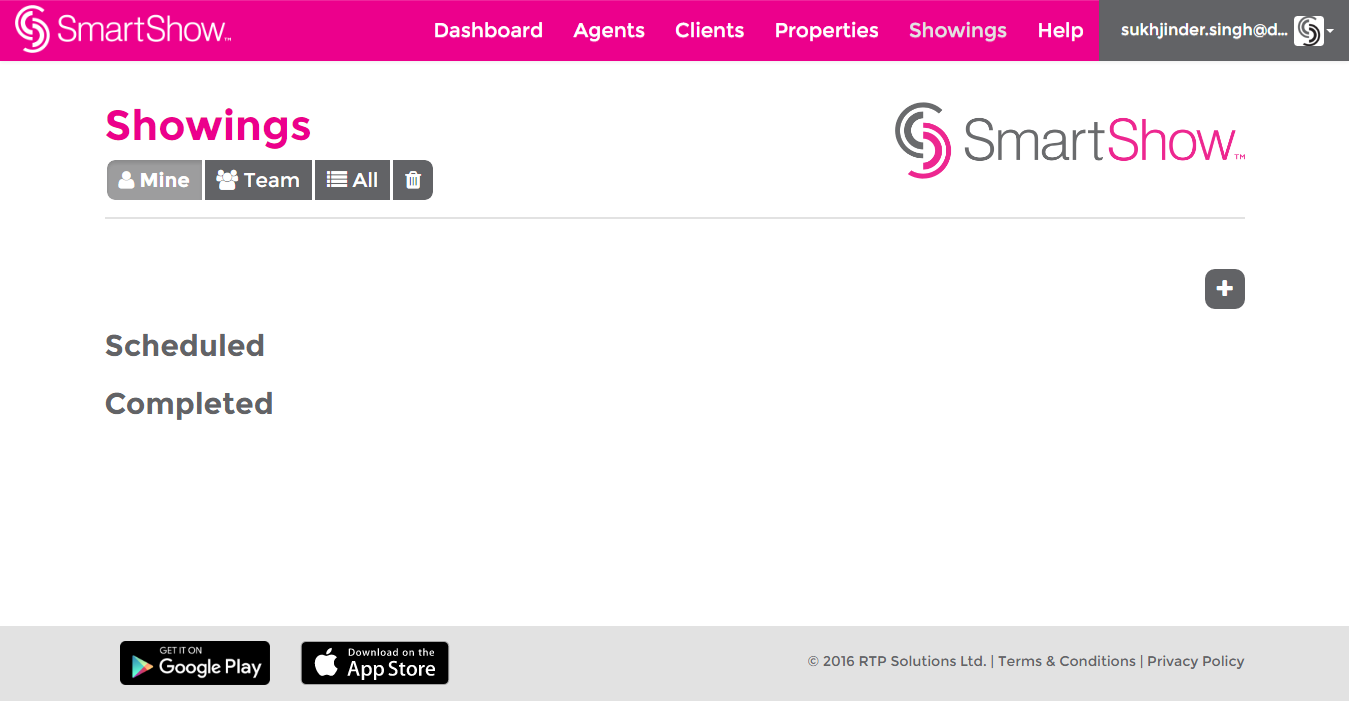 SmartShow™ Dashboard Agents Clients Properties Showings Help sukhjinder.singh@d...
Showings
SmartShow™
Mine Team All
Scheduled
Completed
GET IT ON
Google Play
Download on the
App Store
© 2016 RTP Solutions Ltd. | Terms & Conditions | Privacy Policy